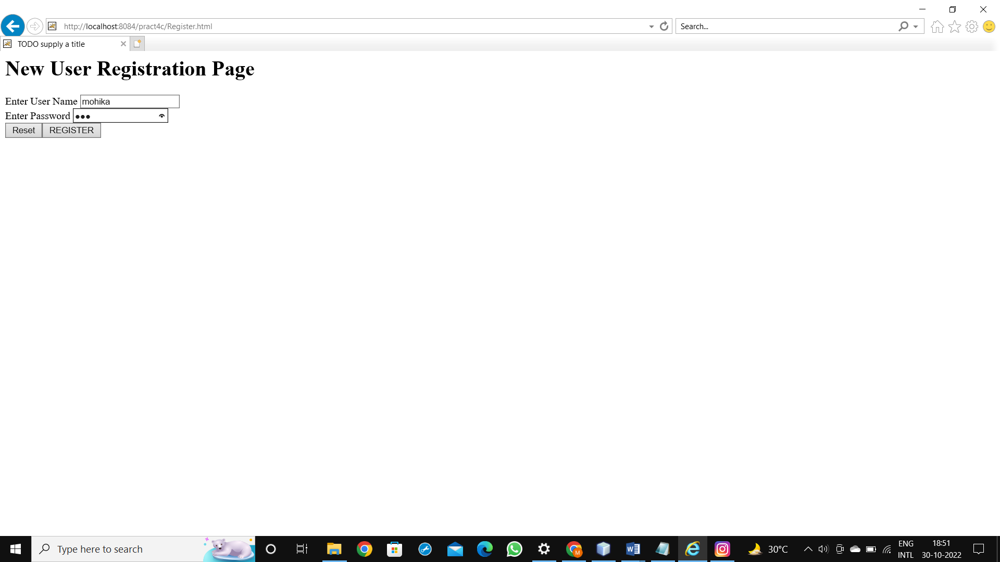 http://localhost:8084/pract4c/Register.html
Search...
TODO supply a title
New User Registration Page
Enter User Name mohika
Enter Password ●●●
Reset REGISTER
Type here to search
30°C
ENG
INTL
18:51
30-10-2022